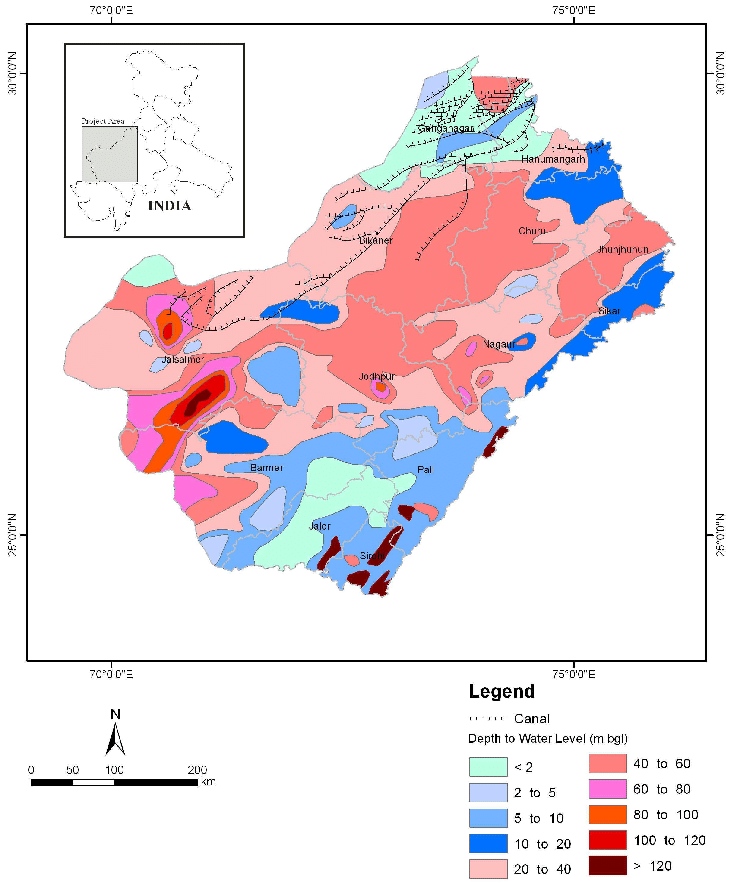 70°0'0"E 75°0'0"E
30°0'0"N 30°0'0"N
Project Area
INDIA
Ganganagar
Hanumangarh
Bikaner
Churu
Jhunjhunun
Sikar
Nagaur
Jaisalmer
Jodhpur
Barmer
Pali
Jalor
Sirohi
25°0'0"N 25°0'0"N
70°0'0"E 75°0'0"E
Legend
Canal
Depth to Water Level (m bgl)
< 2 40 to 60
2 to 5 60 to 80
5 to 10 80 to 100
10 to 20 100 to 120
20 to 40 > 120
N
0 50 100 200
km